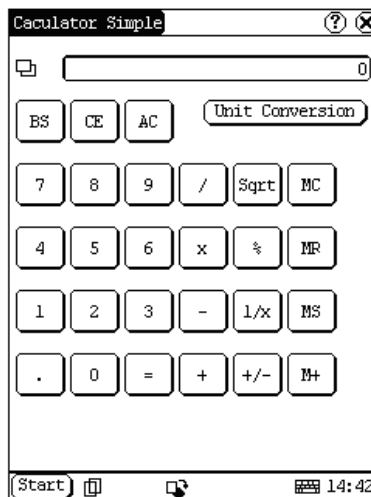 Caculator Simple ?
0
BS CE AC Unit Conversion
7 8 9 / Sqrt MC
4 5 6 x % MR
1 2 3 - 1/x MS
. 0 = + +/- M+
Start 14:42